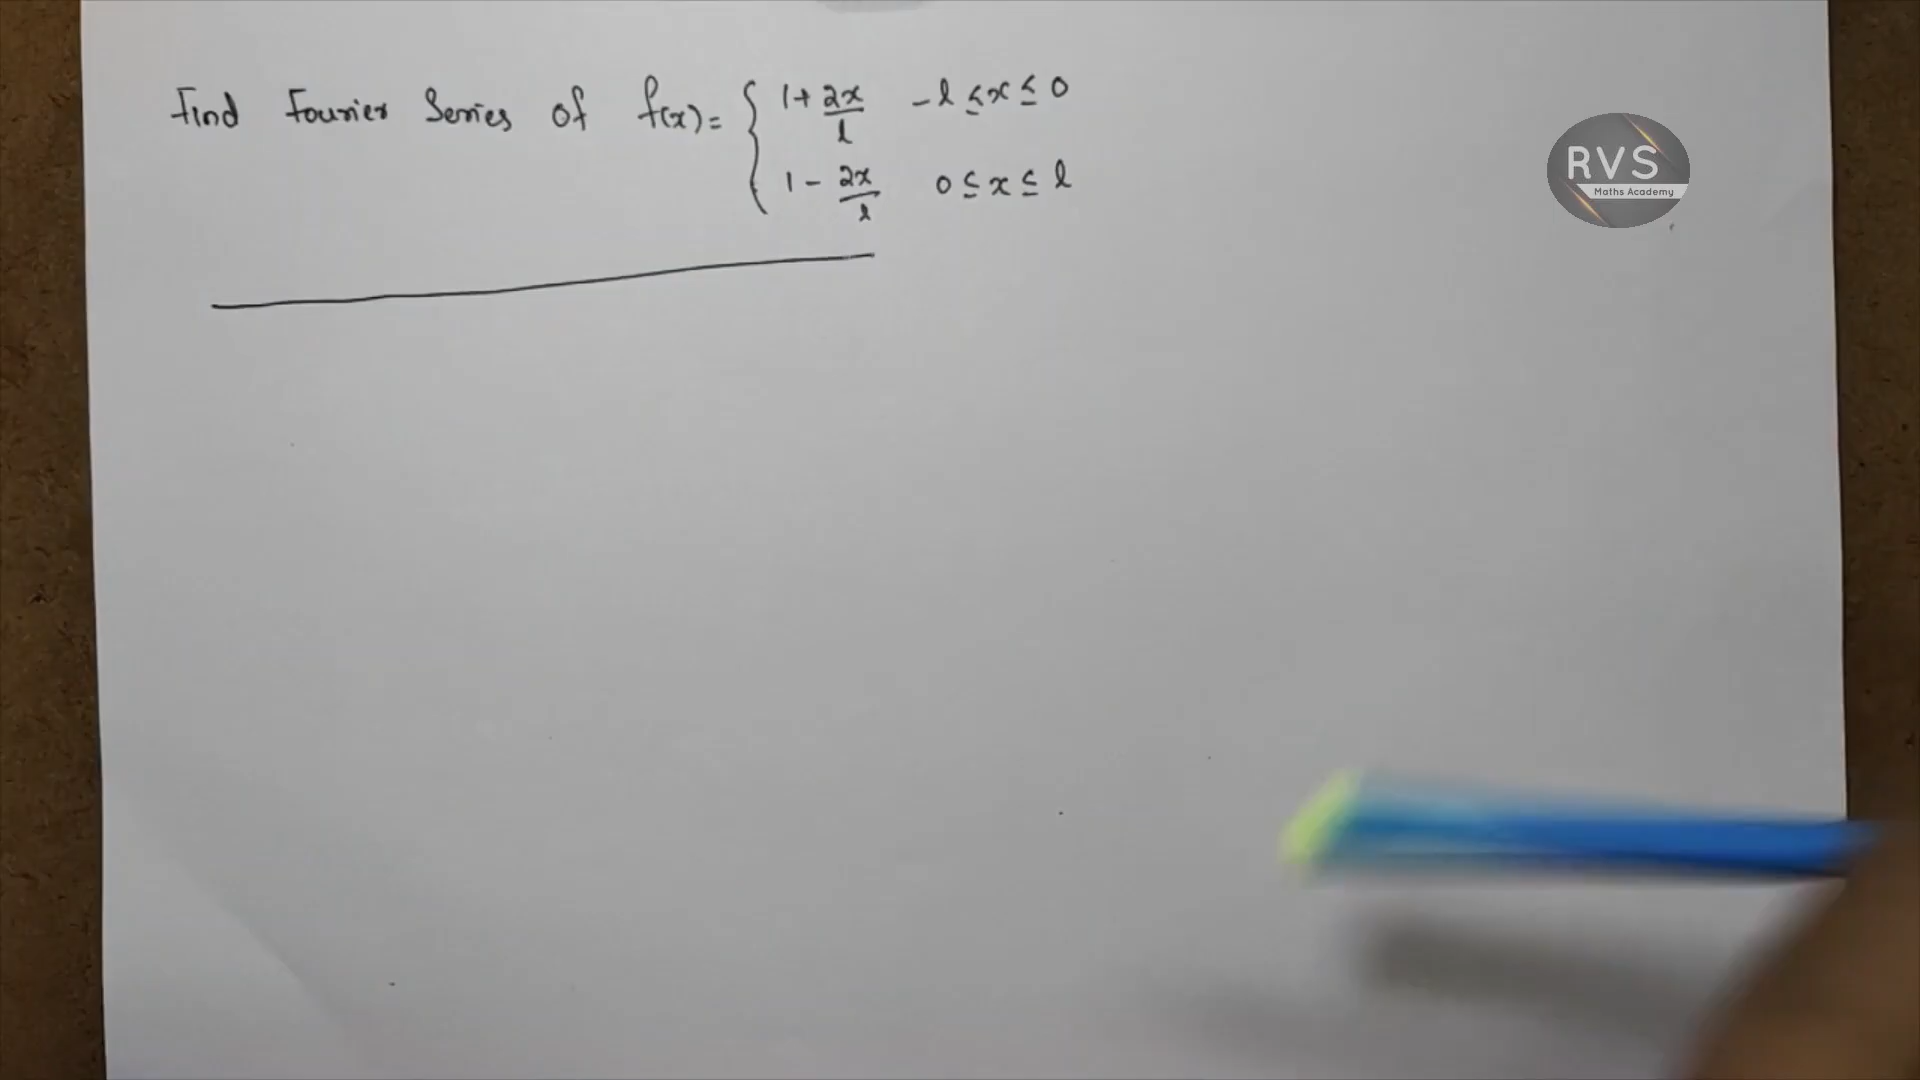 Find Fourier Series of f(x) = { 1 + 2x/l   -l ≤ x ≤ 0
1 - 2x/l   0 ≤ x ≤ l
RVS
Maths Academy